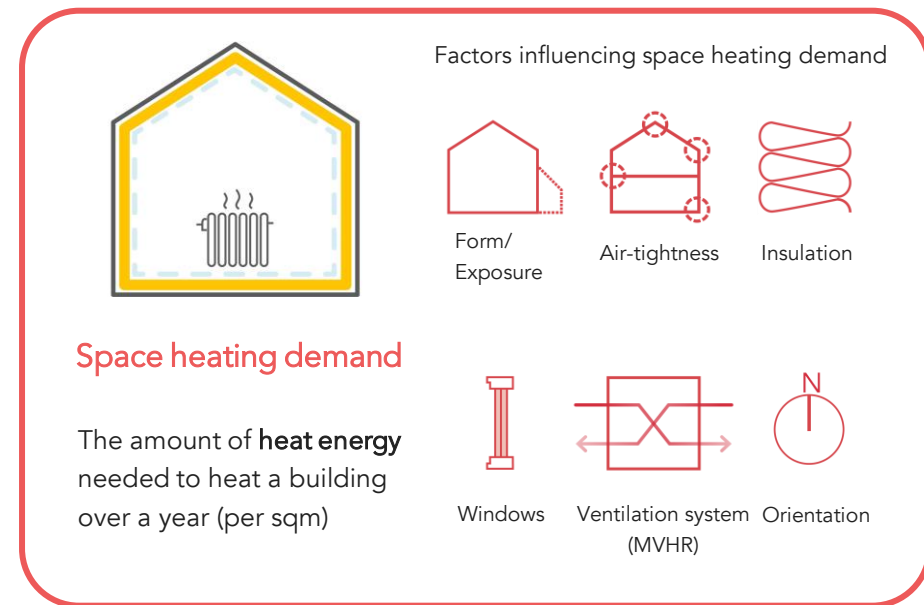 Factors influencing space heating demand
Form/
Exposure
Air-tightness
Insulation
Space heating demand
The amount of heat energy
needed to heat a building
over a year (per sqm)
N
Windows
Ventilation system
(MVHR)
Orientation